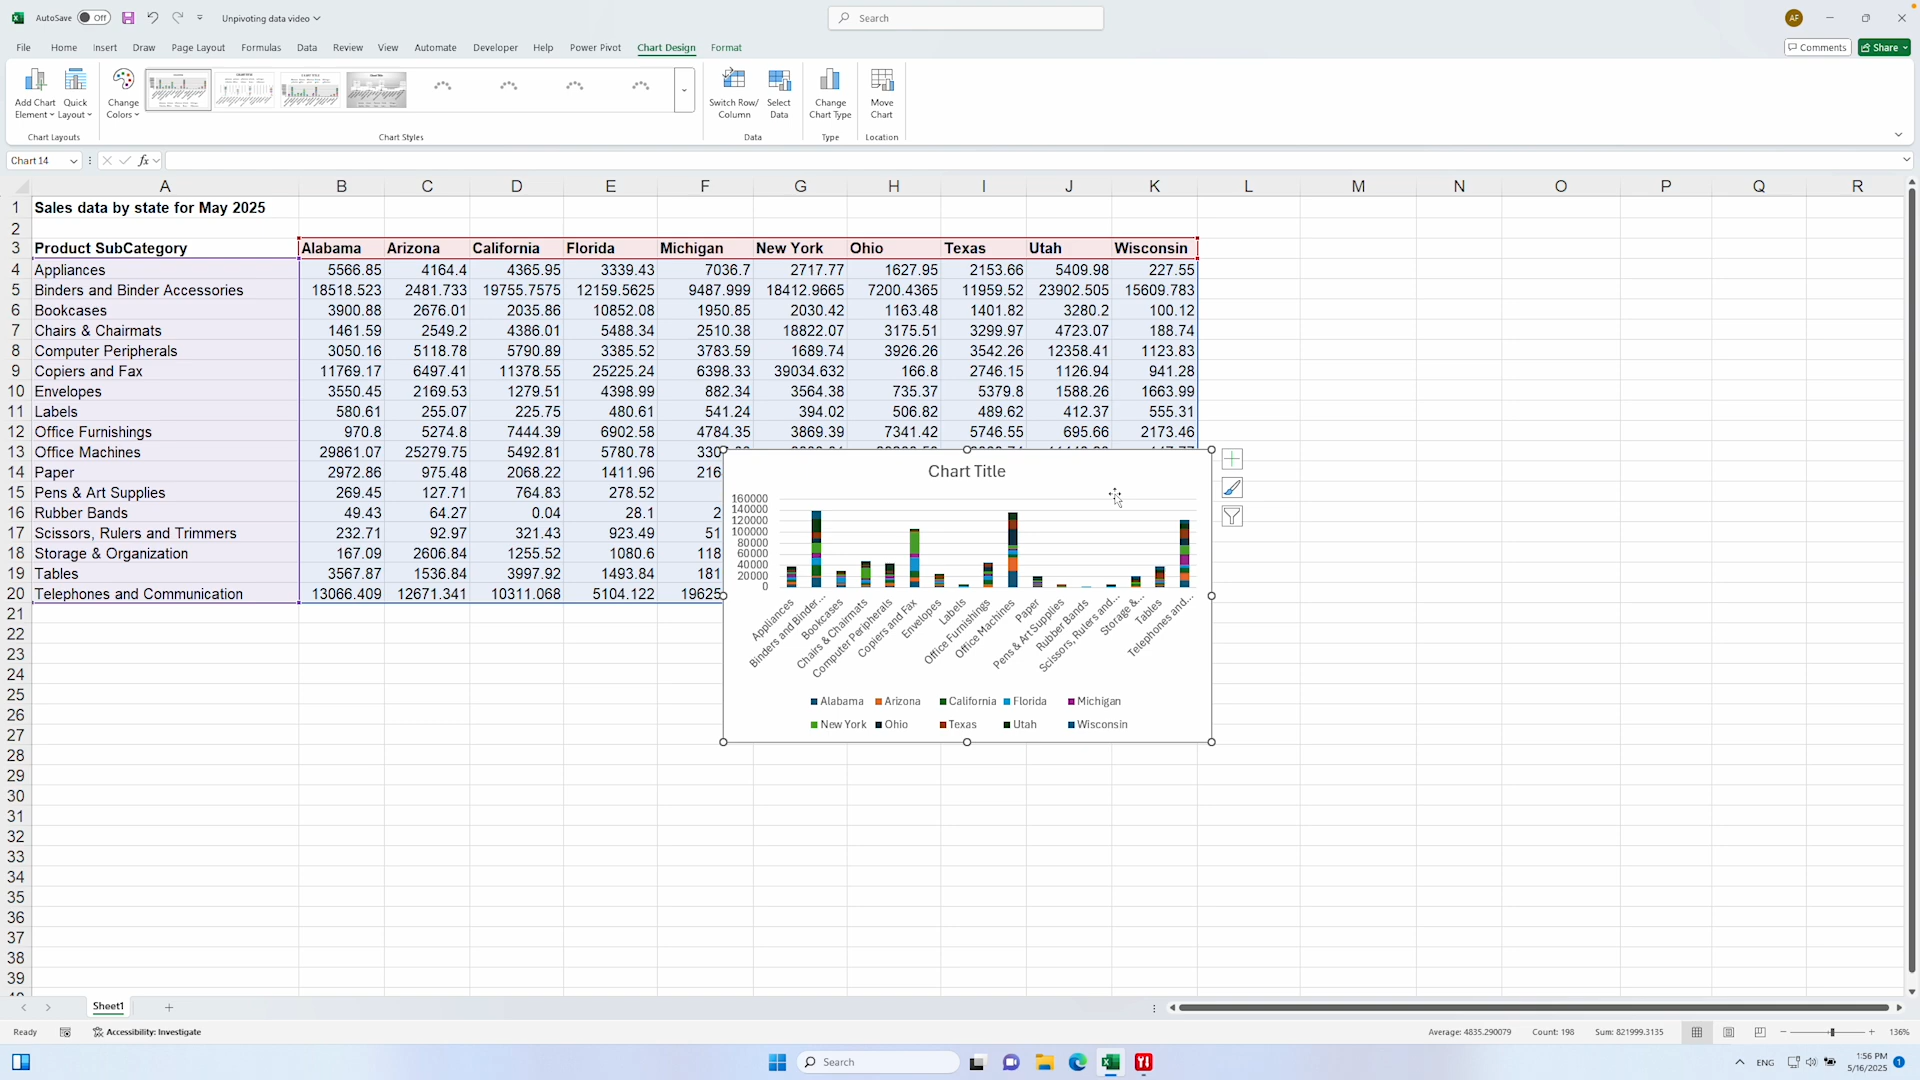 AutoSave Off Unpivoting data video Search AF
File Home Insert Draw Page Layout Formulas Data Review View Automate Developer Help Power Pivot Chart Design Format Comments Share
Add Chart Element Quick Layout Change Colors Switch Row/ Column Select Data Change Chart Type Move Chart
Chart Layouts Chart Styles Data Type Location
Chart 14 fx
A B C D E F G H I J K L M N O P Q R
1 Sales data by state for May 2025
2
3 Product SubCategory Alabama Arizona California Florida Michigan New York Ohio Texas Utah Wisconsin
4 Appliances 5566.85 4164.4 4365.95 3339.43 7036.7 2717.77 1627.95 2153.66 5409.98 227.55
5 Binders and Binder Accessories 18518.523 2481.733 19755.7575 12159.5625 9487.999 18412.9665 7200.4365 11959.52 23902.505 15609.783
6 Bookcases 3900.88 2676.01 2035.86 10852.08 1950.85 2030.42 1163.48 1401.82 3280.2 100.12
7 Chairs & Chairmats 1461.59 2549.2 4386.01 5488.34 2510.38 18822.07 3175.51 3299.97 4723.07 188.74
8 Computer Peripherals 3050.16 5118.78 5790.89 3385.52 3783.59 1689.74 3926.26 3542.26 12358.41 1123.83
9 Copiers and Fax 11769.17 6497.41 11378.55 25225.24 6398.33 39034.632 166.8 2746.15 1126.94 941.28
10 Envelopes 3550.45 2169.53 1279.51 4398.99 882.34 3564.38 735.37 5379.8 1588.26 1663.99
11 Labels 580.61 255.07 225.75 480.61 541.24 394.02 506.82 489.62 412.37 555.31
12 Office Furnishings 970.8 5274.8 7444.39 6902.58 4784.35 3869.39 7341.42 5746.55 695.66 2173.46
13 Office Machines 29861.07 25279.75 5492.81 5780.78 330
14 Paper 2972.86 975.48 2068.22 1411.96 216
15 Pens & Art Supplies 269.45 127.71 764.83 278.52
16 Rubber Bands 49.43 64.27 0.04 28.1 2
17 Scissors, Rulers and Trimmers 232.71 92.97 321.43 923.49 51
18 Storage & Organization 167.09 2606.84 1255.52 1080.6 118
19 Tables 3567.87 1536.84 3997.92 1493.84 181
20 Telephones and Communication 13066.409 12671.341 10311.068 5104.122 19625
21
22
23
24
25
26
27
28
29
30
31
32
33
34
35
36
37
38
39
Chart Title
160000
140000
120000
100000
80000
60000
40000
20000
0
Appliances
Binders and Binder...
Bookcases
Chairs & Chairmats
Computer Peripherals
Copiers and Fax
Envelopes
Labels
Office Furnishings
Office Machines
Paper
Pens & Art Supplies
Rubber Bands
Scissors, Rulers and...
Storage &...
Tables
Telephones and...
Alabama Arizona California Florida Michigan
New York Ohio Texas Utah Wisconsin
Sheet1
Ready Accessibility: Investigate Average: 4835.290079 Count: 198 Sum: 821999.3135 136%
Search ENG 1:56 PM
5/16/2025